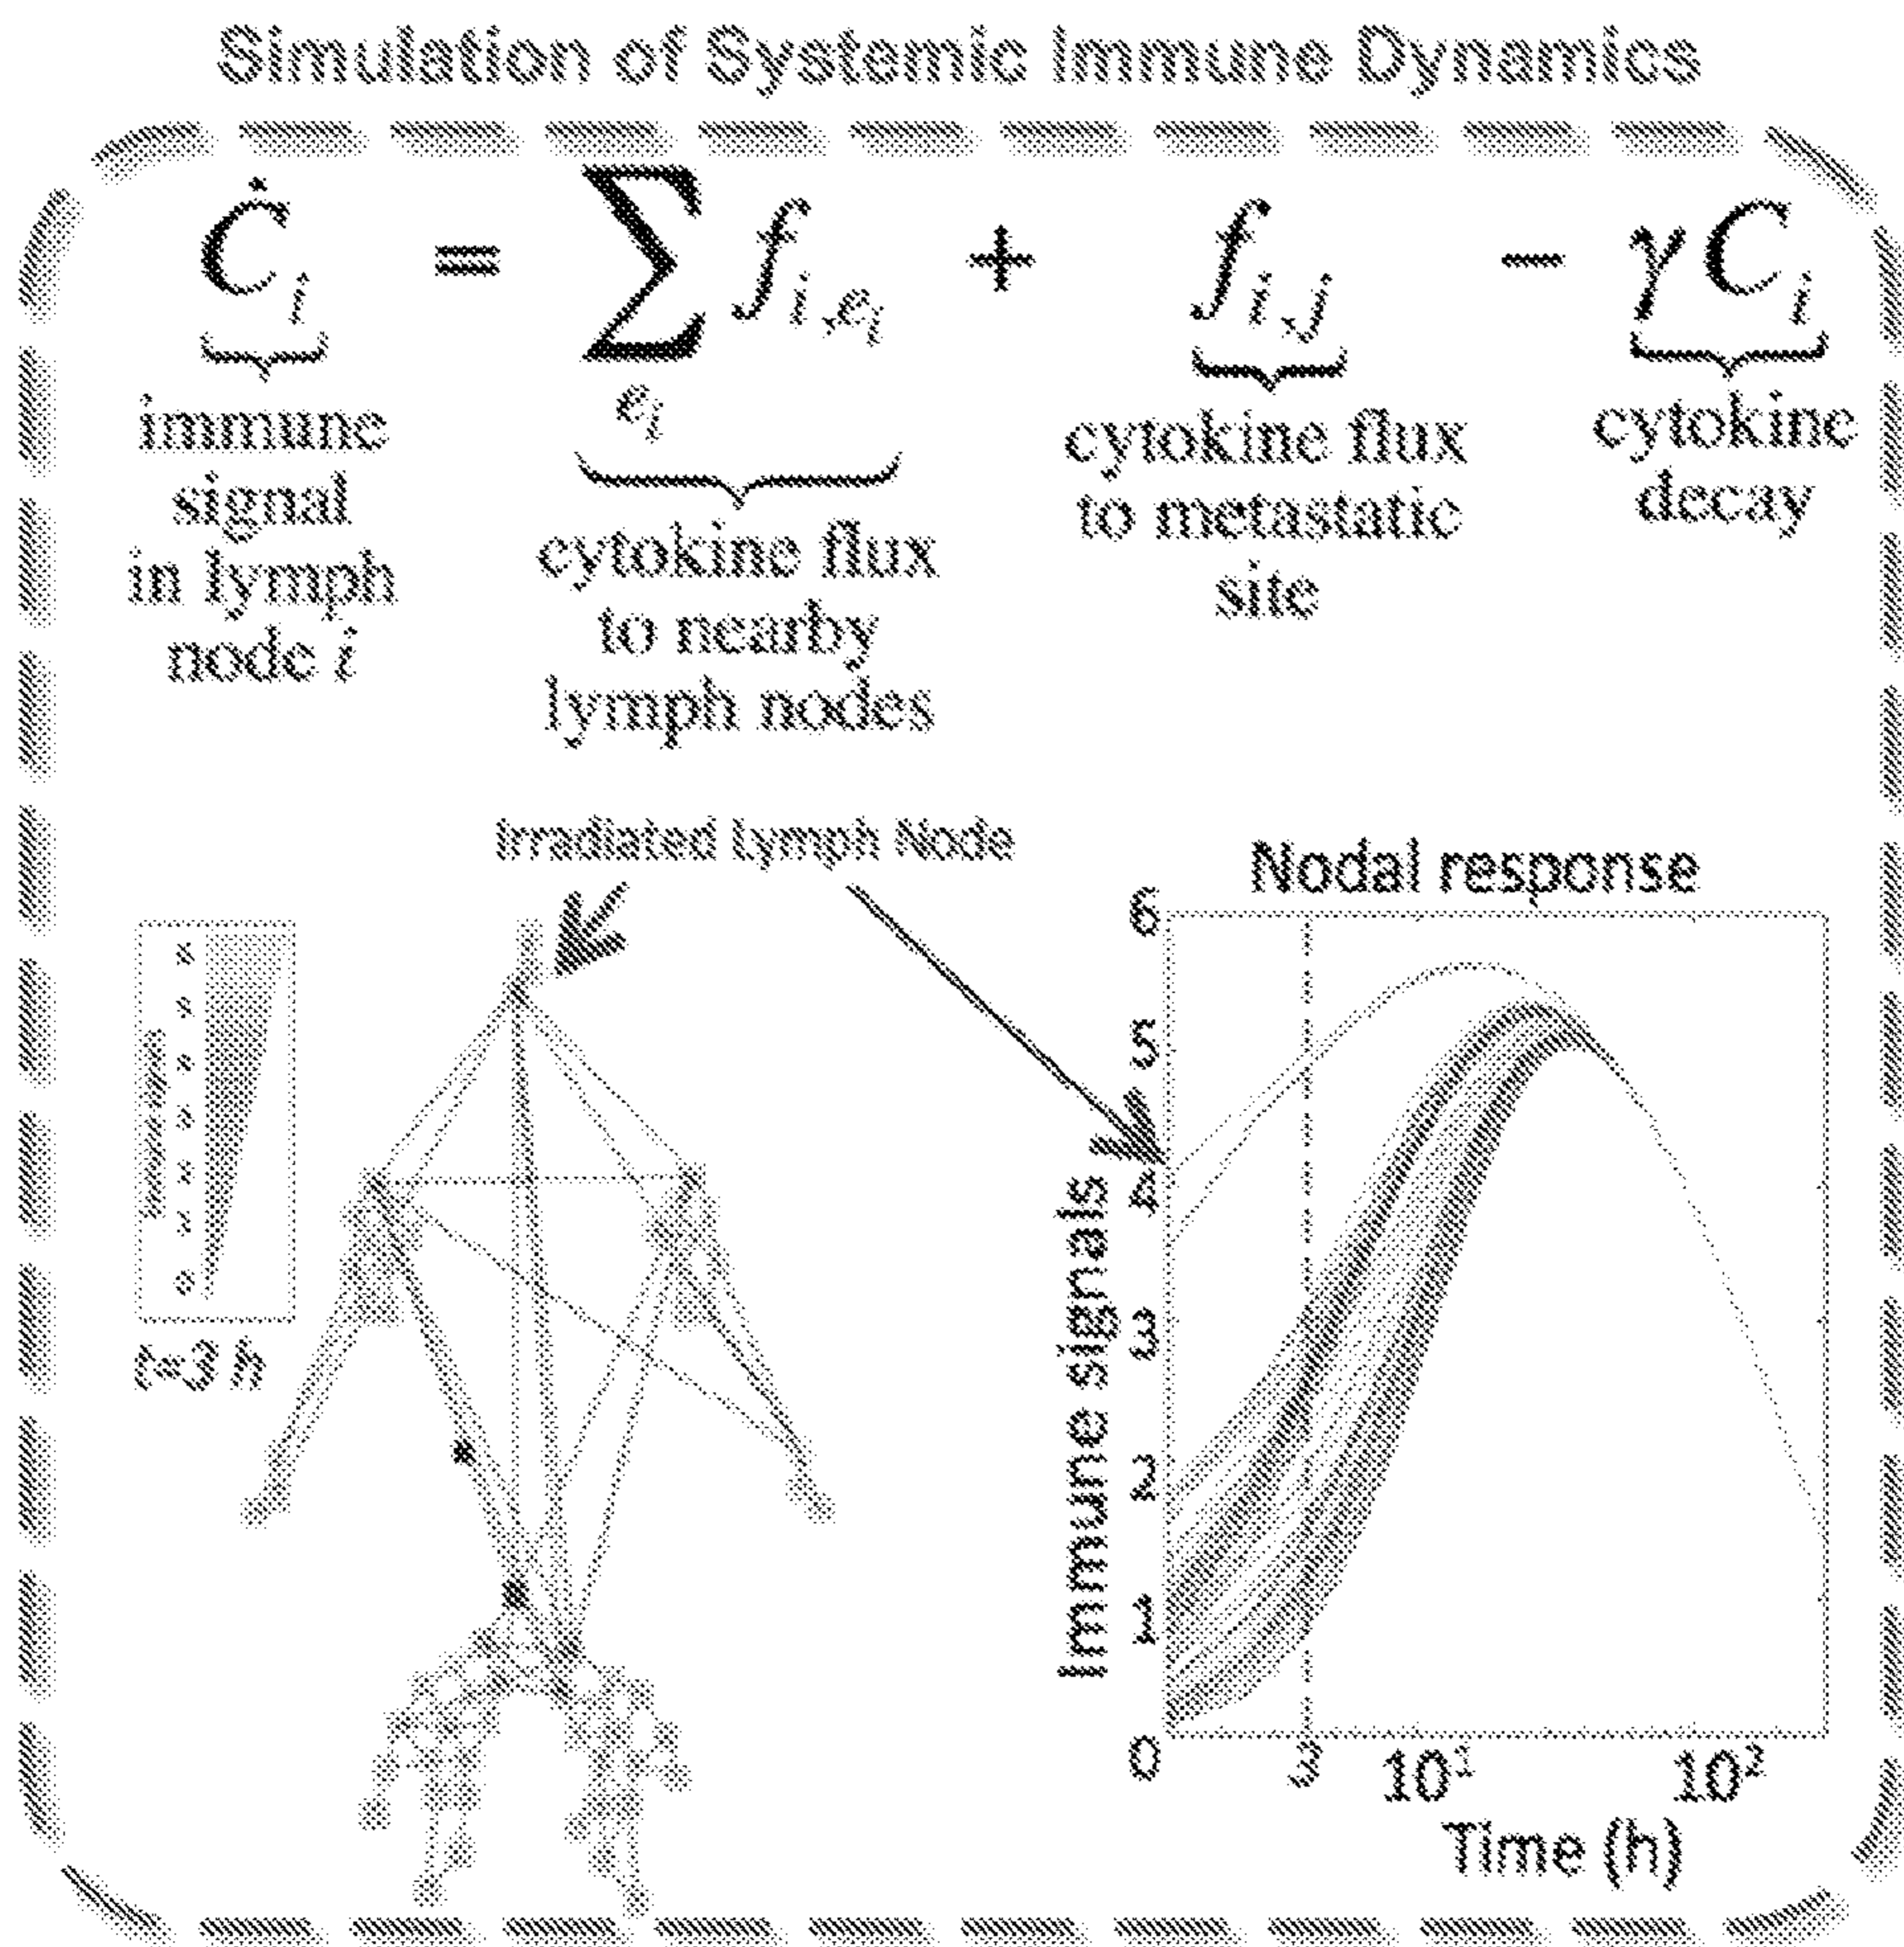 Simulation of Systemic Immune Dynamics
Ċ_i = ∑_{e_i} f_{i,e_i} + f_{i,j} − γC_i
immune
signal
in lymph
node i
cytokine flux
to nearby
lymph nodes
cytokine flux
to metastatic
site
cytokine
decay
Irradiated Lymph Node
t=3 h
Nodal response
Immune signals
6
5
4
3
2
1
0
3
10¹
10²
Time (h)